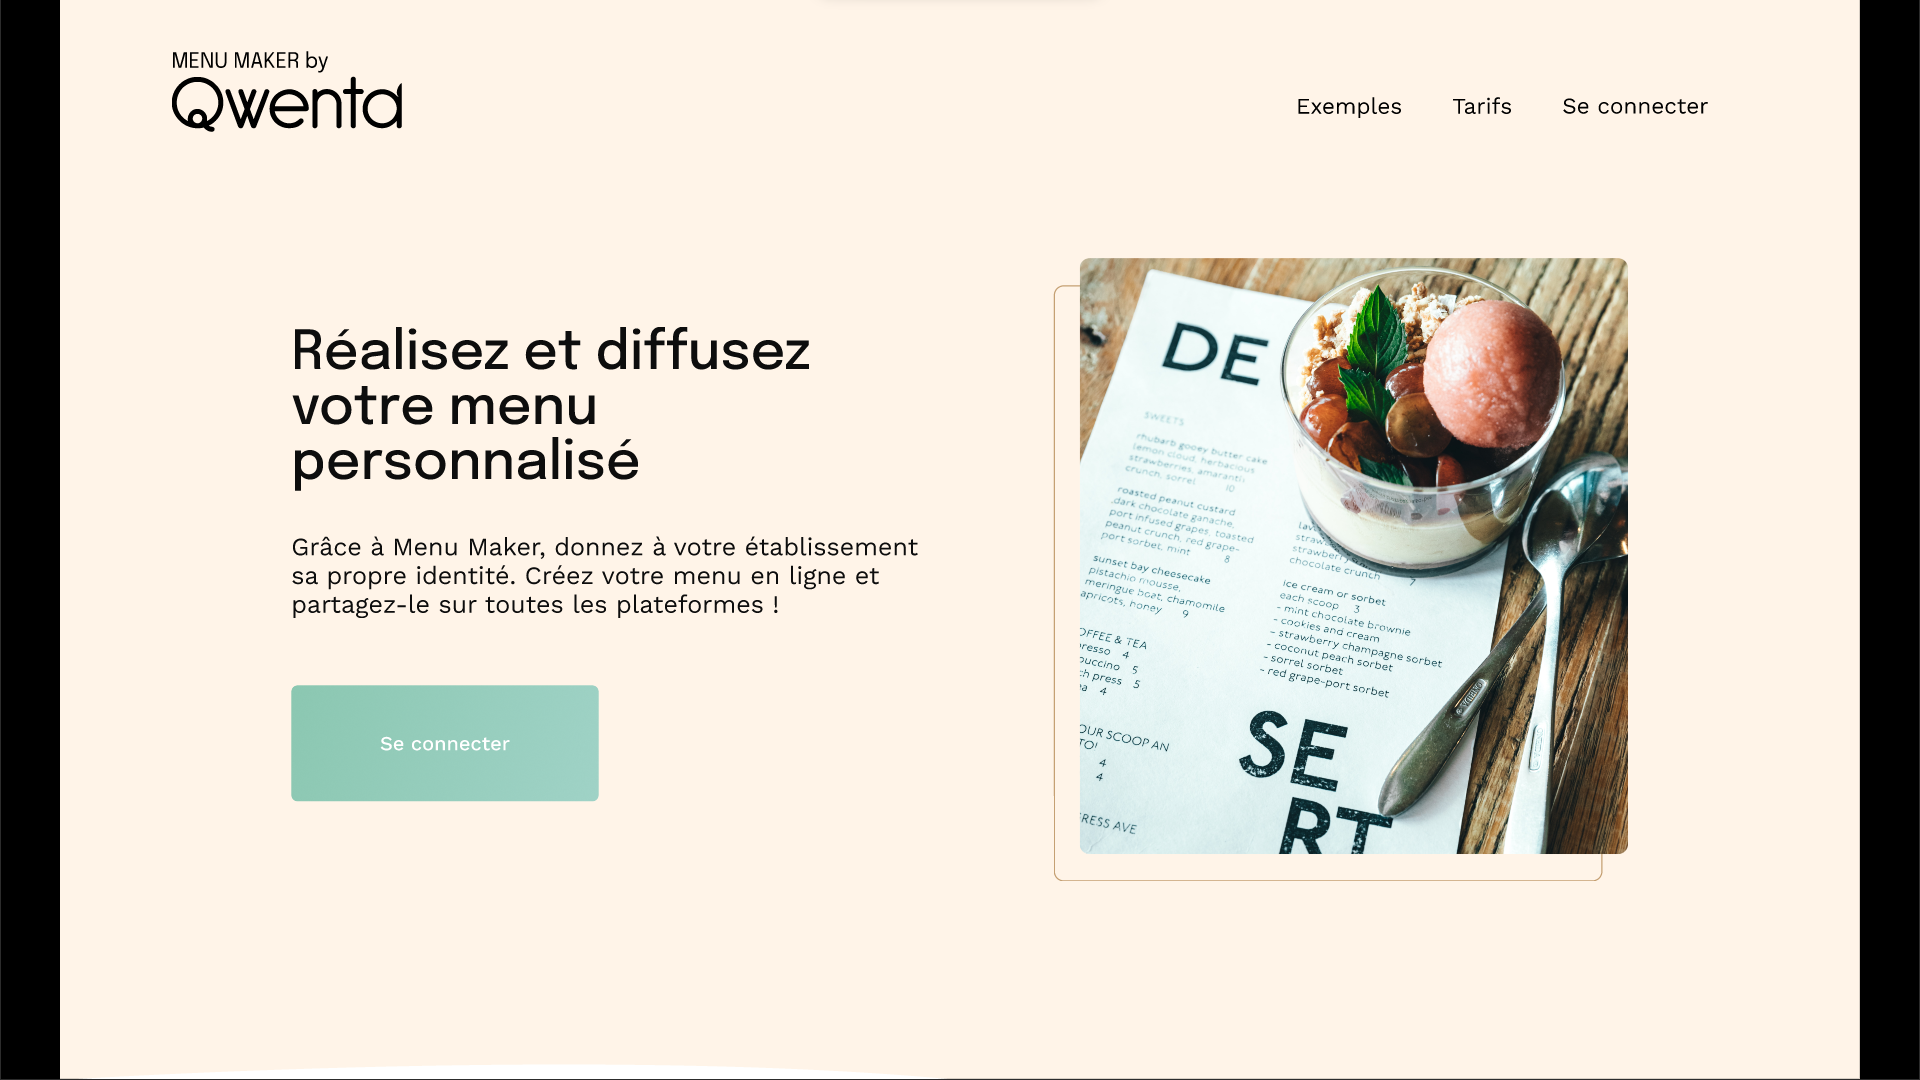 MENU MAKER by
Qwenta
Exemples
Tarifs
Se connecter
Réalisez et diffusez
votre menu
personnalisé
Grâce à Menu Maker, donnez à votre établissement
sa propre identité. Créez votre menu en ligne et
partagez-le sur toutes les plateformes !
Se connecter
DE
SWEETS
rhubarb gooey butter cake
lemon cloud, herbacious
strawberries, amaranth
crunch, sorrel 10
roasted peanut custard
dark chocolate ganache,
port infused grapes, toasted
peanut crunch, red grape-
port sorbet, mint 8
sunset bay cheesecake
pistachio mousse,
meringue boat, chamomile
apricots, honey 9
OFFEE & TEA
resso 4
puccino 5
ch press 5
ea 4
OUR SCOOP AN
TO!
4
4
RESS AVE
chocolate crunch 7
ice cream or sorbet
each scoop 3
- mint chocolate brownie
- cookies and cream
- strawberry champagne sorbet
- coconut peach sorbet
- sorrel sorbet
- red grape-port sorbet
SE
RT